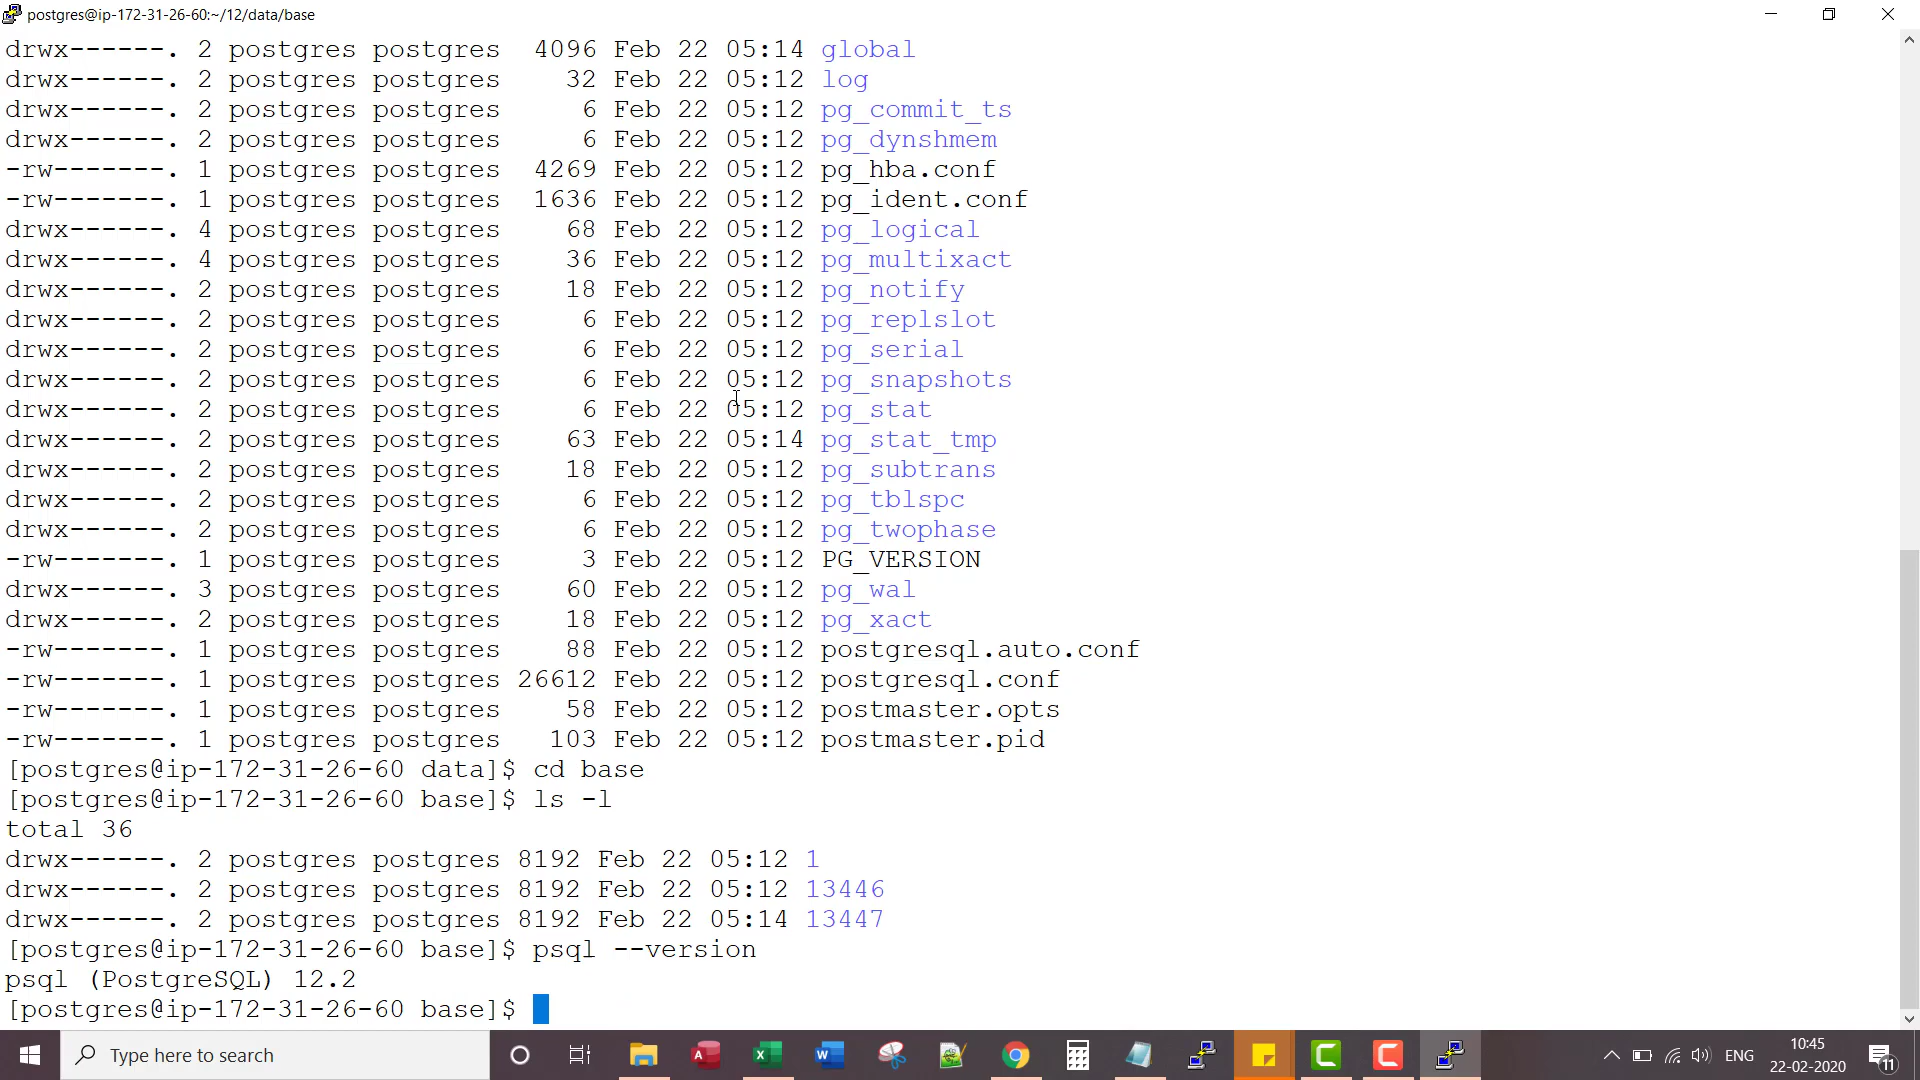 postgres@ip-172-31-26-60:~/12/data/base
drwx------. 2 postgres postgres  4096 Feb 22 05:14 global
drwx------. 2 postgres postgres    32 Feb 22 05:12 log
drwx------. 2 postgres postgres     6 Feb 22 05:12 pg_commit_ts
drwx------. 2 postgres postgres     6 Feb 22 05:12 pg_dynshmem
-rw-------. 1 postgres postgres  4269 Feb 22 05:12 pg_hba.conf
-rw-------. 1 postgres postgres  1636 Feb 22 05:12 pg_ident.conf
drwx------. 4 postgres postgres    68 Feb 22 05:12 pg_logical
drwx------. 4 postgres postgres    36 Feb 22 05:12 pg_multixact
drwx------. 2 postgres postgres    18 Feb 22 05:12 pg_notify
drwx------. 2 postgres postgres     6 Feb 22 05:12 pg_replslot
drwx------. 2 postgres postgres     6 Feb 22 05:12 pg_serial
drwx------. 2 postgres postgres     6 Feb 22 05:12 pg_snapshots
drwx------. 2 postgres postgres     6 Feb 22 05:12 pg_stat
drwx------. 2 postgres postgres    63 Feb 22 05:14 pg_stat_tmp
drwx------. 2 postgres postgres    18 Feb 22 05:12 pg_subtrans
drwx------. 2 postgres postgres     6 Feb 22 05:12 pg_tblspc
drwx------. 2 postgres postgres     6 Feb 22 05:12 pg_twophase
-rw-------. 1 postgres postgres     3 Feb 22 05:12 PG_VERSION
drwx------. 3 postgres postgres    60 Feb 22 05:12 pg_wal
drwx------. 2 postgres postgres    18 Feb 22 05:12 pg_xact
-rw-------. 1 postgres postgres    88 Feb 22 05:12 postgresql.auto.conf
-rw-------. 1 postgres postgres 26612 Feb 22 05:12 postgresql.conf
-rw-------. 1 postgres postgres    58 Feb 22 05:12 postmaster.opts
-rw-------. 1 postgres postgres   103 Feb 22 05:12 postmaster.pid
[postgres@ip-172-31-26-60 data]$ cd base
[postgres@ip-172-31-26-60 base]$ ls -l
total 36
drwx------. 2 postgres postgres 8192 Feb 22 05:12 1
drwx------. 2 postgres postgres 8192 Feb 22 05:12 13446
drwx------. 2 postgres postgres 8192 Feb 22 05:14 13447
[postgres@ip-172-31-26-60 base]$ psql --version
psql (PostgreSQL) 12.2
[postgres@ip-172-31-26-60 base]$
Type here to search
ENG
10:45
22-02-2020
11